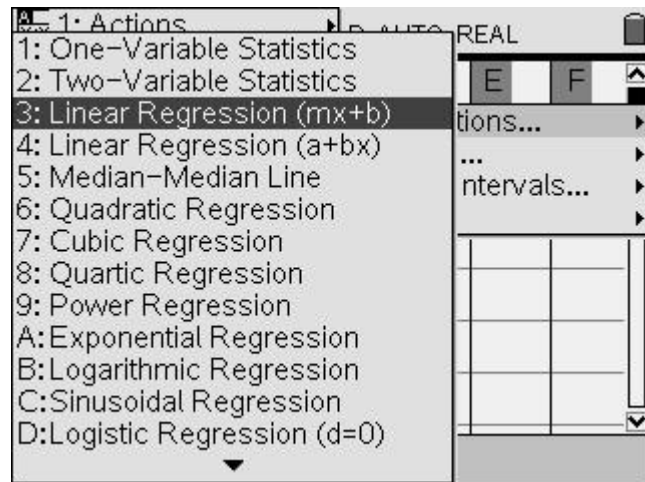 1: Actions
D AUTO REAL
1: One-Variable Statistics
2: Two-Variable Statistics
E F
3: Linear Regression (mx+b)
tions...
4: Linear Regression (a+bx)
...
5: Median-Median Line
ntervals...
6: Quadratic Regression
7: Cubic Regression
8: Quartic Regression
9: Power Regression
A:Exponential Regression
B:Logarithmic Regression
C:Sinusoidal Regression
D:Logistic Regression (d=0)